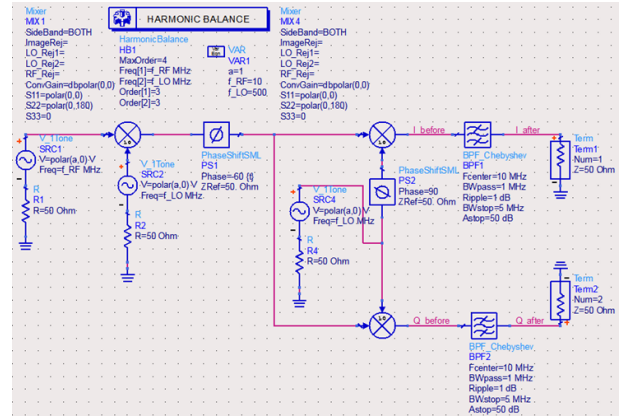 Mixer
MIX1
SideBand=BOTH
ImageRej=
LO_Rej1=
LO_Rej2=
RF_Rej=
ConvGain=dbpolar(0,0)
S11=polar(0,0)
S22=polar(0,180)
S33=0
HARMONIC BALANCE
HarmonicBalance
HB1
MaxOrder=4
Freq[1]=f_RF MHz
Freq[2]=f_LO MHz
Order[1]=3
Order[2]=3
Var
Eqn
VAR
VAR1
a=1
f_RF=10
f_LO=500
Mixer
MIX4
SideBand=BOTH
ImageRej=
LO_Rej1=
LO_Rej2=
RF_Rej=
ConvGain=dbpolar(0,0)
S11=polar(0,0)
S22=polar(0,180)
S33=0
V_1Tone
SRC1
V=polar(a,0) V
Freq=f_RF MHz
R
R1
R=50 Ohm
LO
V_1Tone
SRC2
V=polar(a,0) V
Freq=f_LO MHz
R
R2
R=50 Ohm
PhaseShiftSML
PS1
Phase=-60 {t}
ZRef=50. Ohm
LO
PhaseShiftSML
PS2
Phase=90
ZRef=50. Ohm
V_1Tone
SRC4
V=polar(a,0) V
Freq=f_LO MHz
R
R4
R=50 Ohm
LO
I_before
I_after
BPF_Chebyshev
BPF1
Fcenter=10 MHz
BWpass=1 MHz
Ripple=1 dB
BWstop=5 MHz
Astop=50 dB
Term
Term1
Num=1
Z=50 Ohm
Term
Term2
Num=2
Z=50 Ohm
Q_before
Q_after
BPF_Chebyshev
BPF2
Fcenter=10 MHz
BWpass=1 MHz
Ripple=1 dB
BWstop=5 MHz
Astop=50 dB